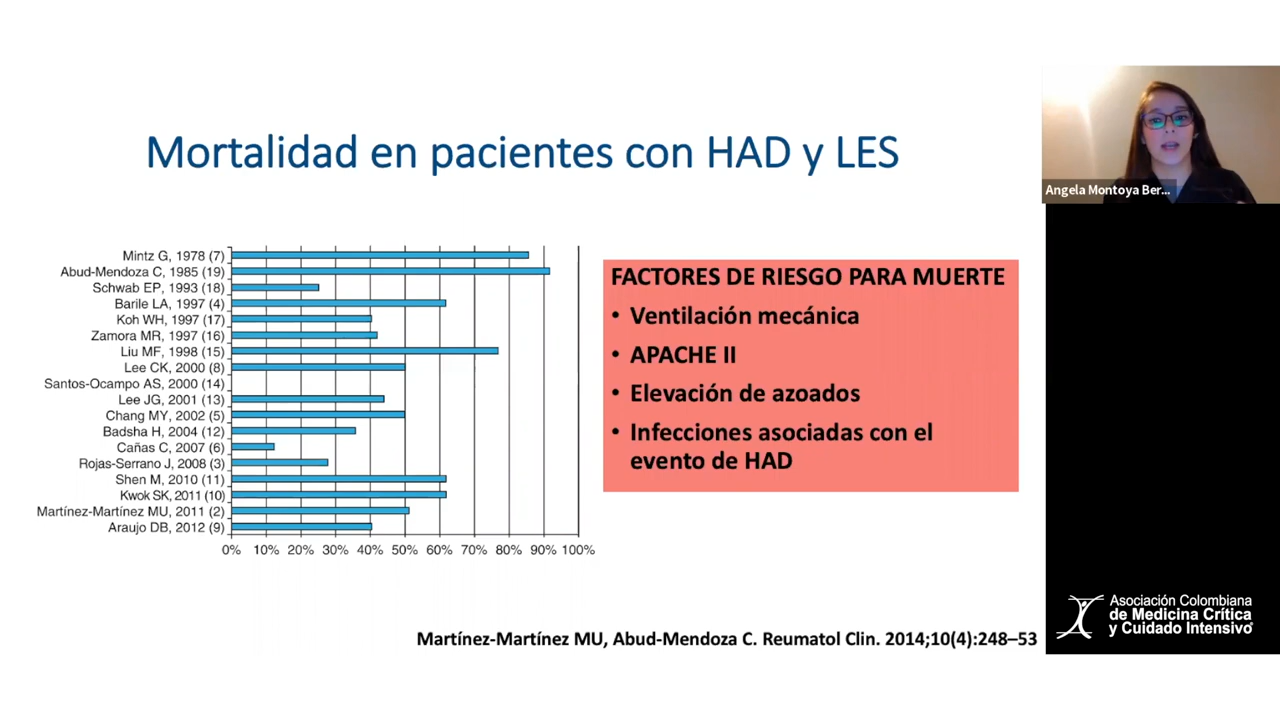 Mortalidad en pacientes con HAD y LES
Angela Montoya Ber...
Mintz G, 1978 (7)
Abud-Mendoza C, 1985 (19)
Schwab EP, 1993 (18)
Barile LA, 1997 (4)
Koh WH, 1997 (17)
Zamora MR, 1997 (16)
Liu MF, 1998 (15)
Lee CK, 2000 (8)
Santos-Ocampo AS, 2000 (14)
Lee JG, 2001 (13)
Chang MY, 2002 (5)
Badsha H, 2004 (12)
Cañas C, 2007 (6)
Rojas-Serrano J, 2008 (3)
Shen M, 2010 (11)
Kwok SK, 2011 (10)
Martínez-Martínez MU, 2011 (2)
Araujo DB, 2012 (9)
0% 10% 20% 30% 40% 50% 60% 70% 80% 90% 100%
FACTORES DE RIESGO PARA MUERTE
• Ventilación mecánica
• APACHE II
• Elevación de azoados
• Infecciones asociadas con el
evento de HAD
Martínez-Martínez MU, Abud-Mendoza C. Reumatol Clin. 2014;10(4):248–53
Asociación Colombiana
de Medicina Crítica
y Cuidado Intensivo